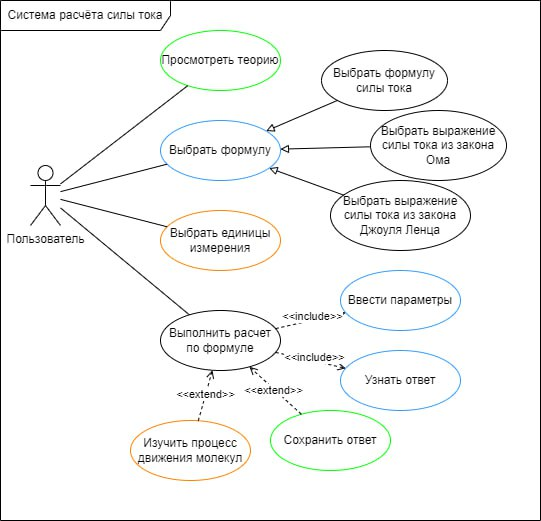 Система расчёта силы тока
Просмотреть теорию
Выбрать формулу
силы тока
Выбрать формулу
Выбрать выражение
силы тока из закона
Ома
Выбрать выражение
силы тока из закона
Джоуля Ленца
Пользователь
Выбрать единицы
измерения
Ввести параметры
<<include>>
Выполнить расчет
по формуле
<<include>>
Узнать ответ
<<extend>>
<<extend>>
Изучить процесс
движения молекул
Сохранить ответ